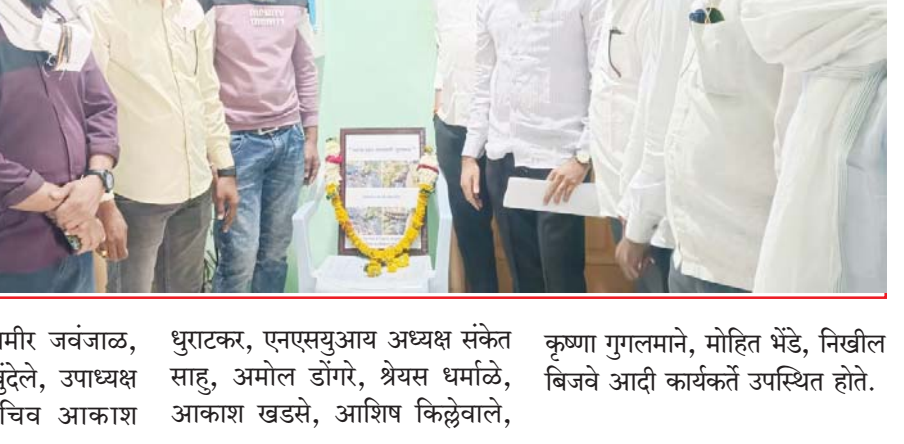 जवंजाळ,
उपाध्यक्ष
आकाश
धुराटकर, एनएसयुआय अध्यक्ष संकेत
साहु, अमोल डोंगरे, श्रेयस धर्माळे,
आकाश खडसे, आशिष किल्लेवाले,
कृष्णा गुगलमाने, मोहित भेंडे, निखील
बिजवे आदी कार्यकर्ते उपस्थित होते.